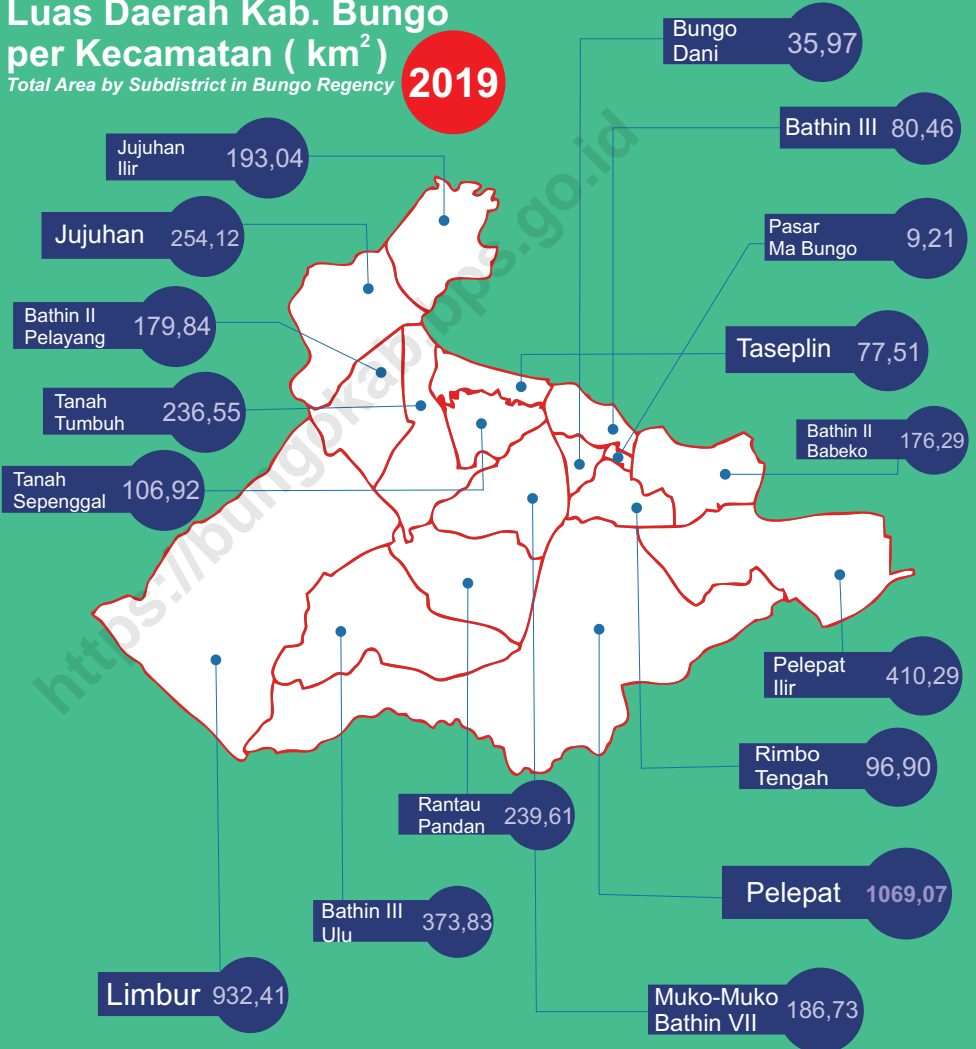 Luas Daerah Kab. Bungo
per Kecamatan ( km² )
Total Area by Subdistrict in Bungo Regency
2019
Bungo
Dani
35,97
Bathin III 80,46
Jujuhan
Ilir
193,04
Jujuhan 254,12
Pasar
Ma Bungo
9,21
Bathin II
Pelayang
179,84
Taseplin 77,51
Tanah
Tumbuh
236,55
Bathin II
Babeko
176,29
Tanah
Sepenggal
106,92
Pelepat
Ilir
410,29
Rimbo
Tengah
96,90
Rantau
Pandan
239,61
Pelepat 1069,07
Bathin III
Ulu
373,83
Limbur 932,41
Muko-Muko
Bathin VII
186,73
https://bungokab.bps.go.id